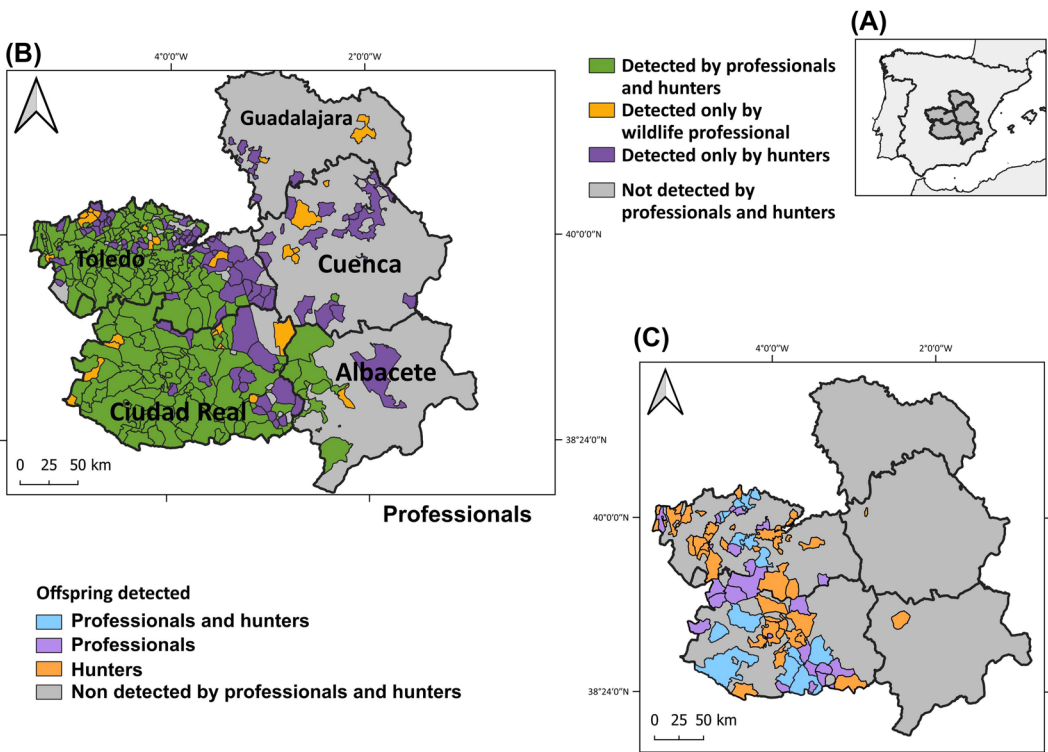 (A)
(B)
4°0'0"W
2°0'0"W
Guadalajara
Toledo
Cuenca
Albacete
Ciudad Real
40°0'0"N
38°24'0"N
0 25 50 km
Detected by professionals
and hunters
Detected only by
wildlife professional
Detected only by hunters
Not detected by
professionals and hunters
Professionals
Offspring detected
Professionals and hunters
Professionals
Hunters
Non detected by professionals and hunters
(C)
4°0'0"W
2°0'0"W
40°0'0"N
38°24'0"N
0 25 50 km